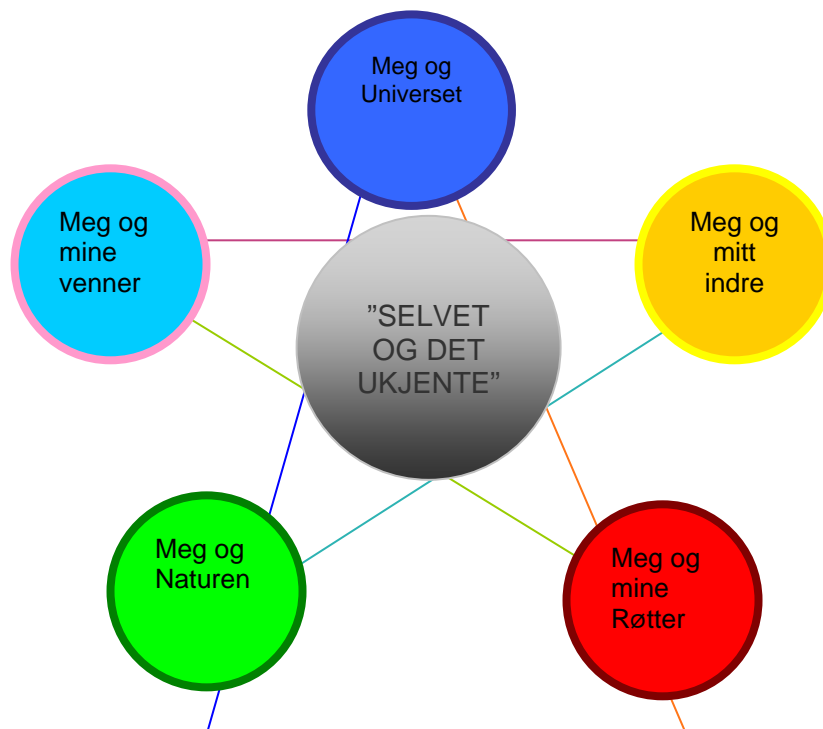 Meg og
Universet
Meg og
mine
venner
Meg og
mitt
indre
”SELVET
OG DET
UKJENTE”
Meg og
Naturen
Meg og
mine
Røtter